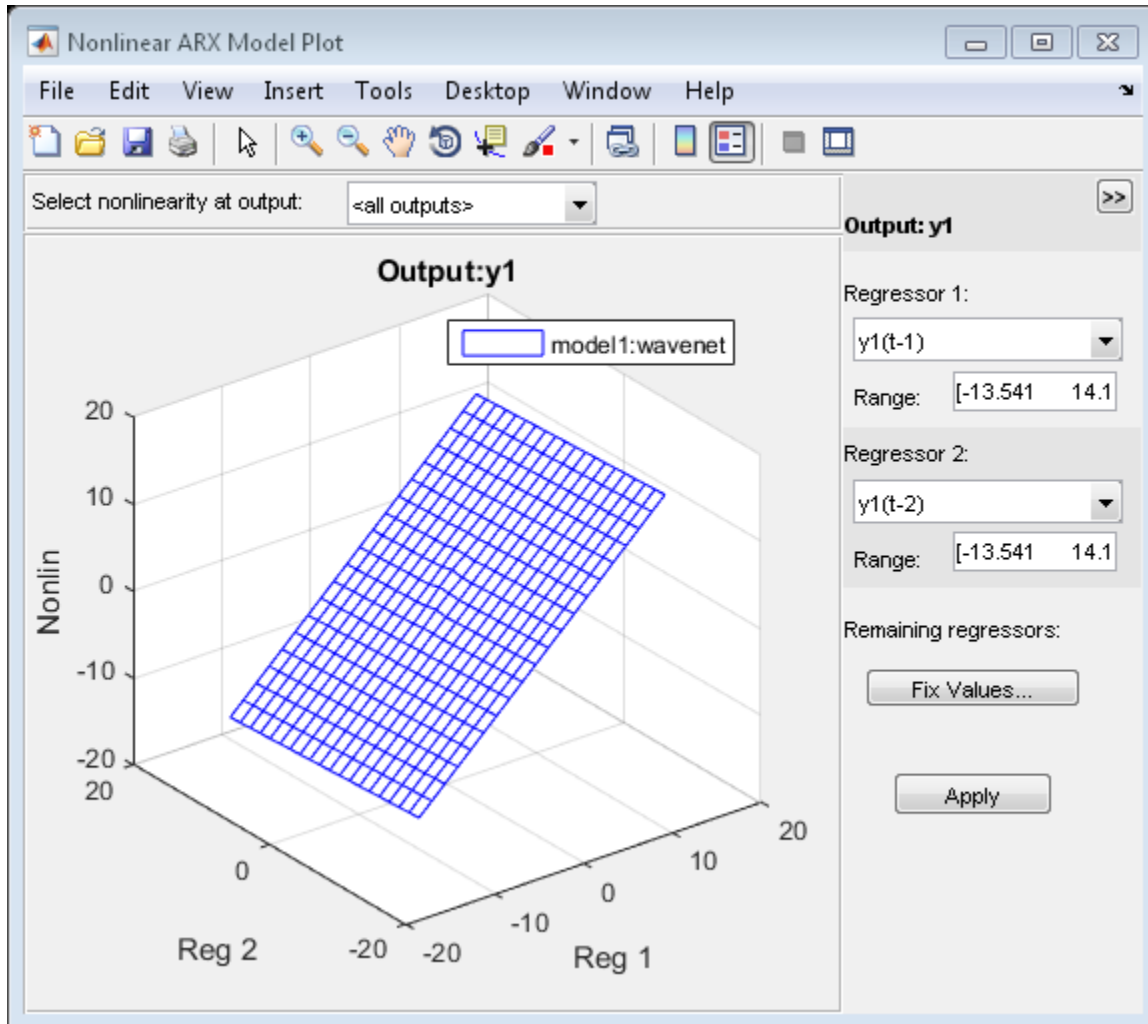 Nonlinear ARX Model Plot
File Edit View Insert Tools Desktop Window Help
Select nonlinearity at output: <all outputs>
>>
Output: y1
Output:y1
model1:wavenet
Nonlin
20
10
0
-10
-20
20
0
-20
Reg 2
-20
-10
0
10
20
Reg 1
Regressor 1:
y1(t-1)
Range: [-13.541 14.1
Regressor 2:
y1(t-2)
Range: [-13.541 14.1
Remaining regressors:
Fix Values...
Apply